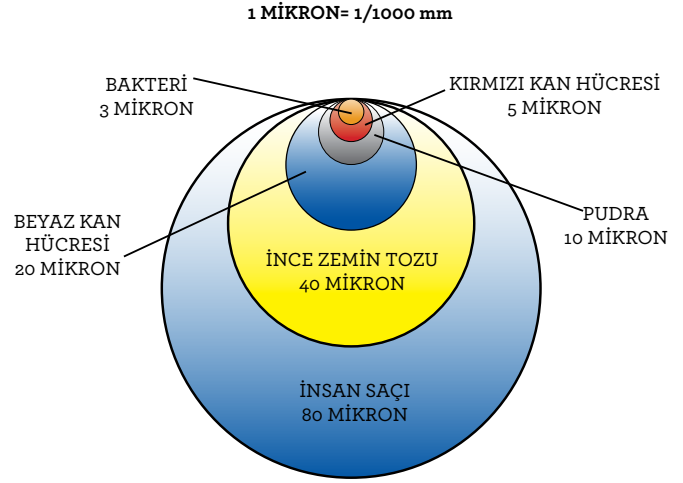 1 MİKRON= 1/1000 mm
BAKTERİ
3 MİKRON
KIRMIZI KAN HÜCRESİ
5 MİKRON
BEYAZ KAN
HÜCRESİ
20 MİKRON
PUDRA
10 MİKRON
İNCE ZEMİN TOZU
40 MİKRON
İNSAN SAÇI
80 MİKRON